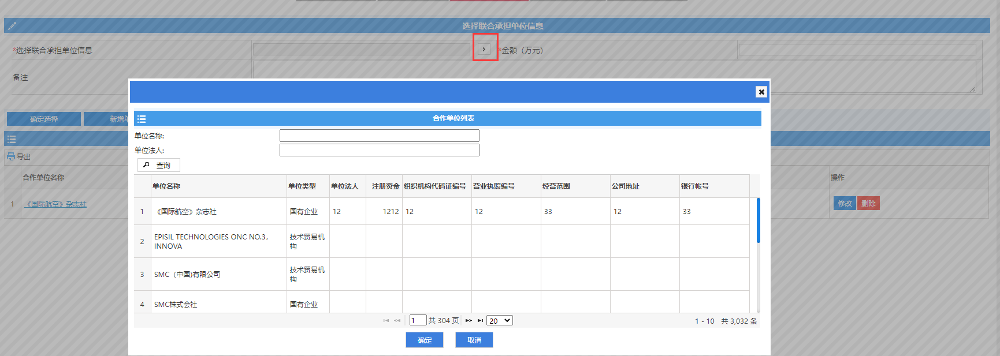 选择联合承担单位信息
*选择联合承担单位信息
*金额（万元）
备注
确定选择
新增单
导出
合作单位名称
操作
1
《国际航空》杂志社
修改
删除
合作单位列表
单位名称:
单位法人:
查询
单位名称 单位类型 单位法人 注册资金 组织机构代码证编号 营业执照编号 经营范围 公司地址 银行帐号
1 《国际航空》杂志社 国有企业 12 1212 12 12 33 12 33
2 EPISIL TECHNOLOGIES ONC NO.3, 技术贸易机
INNOVA 构
3 SMC（中国)有限公司 技术贸易机
构
4 SMC株式会社 国有企业
1 共 304 页 20 1 - 10 共 3,032 条
确定 取消